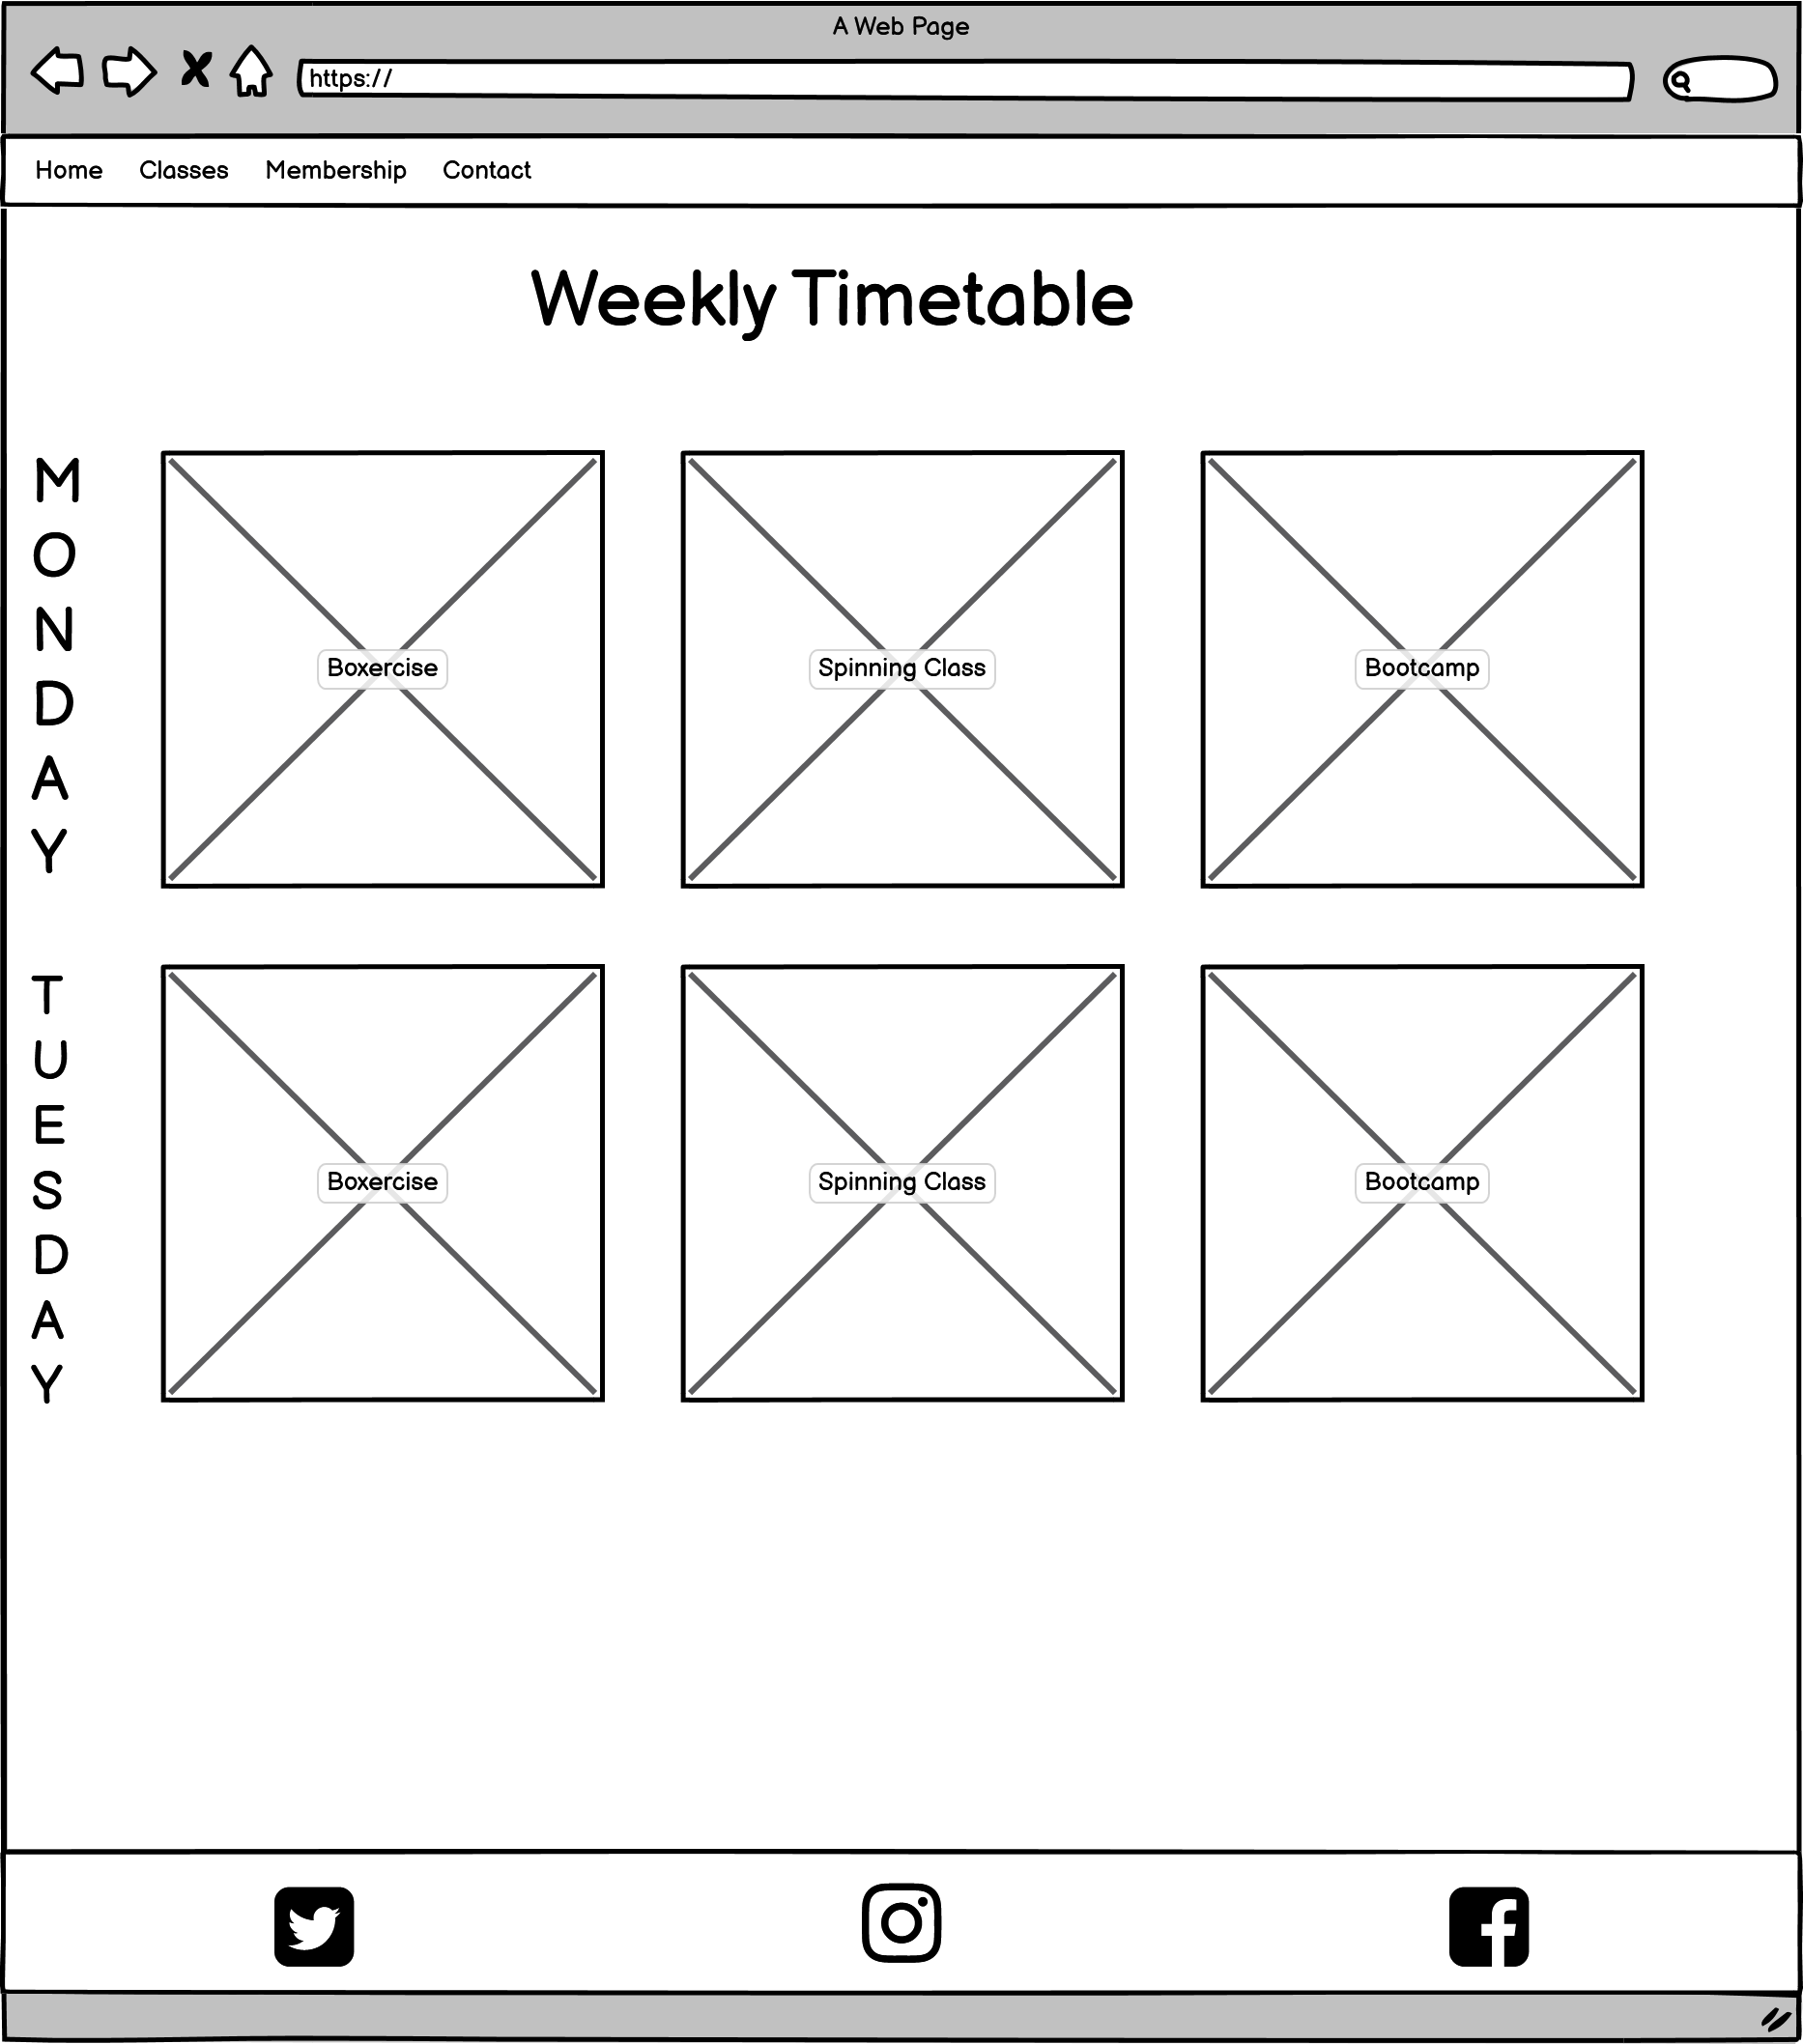 A Web Page
https://
Home Classes Membership Contact
Weekly Timetable
M
O
N
D
A
Y
Boxercise Spinning Class Bootcamp
T
U
E
S
D
A
Y
Boxercise Spinning Class Bootcamp